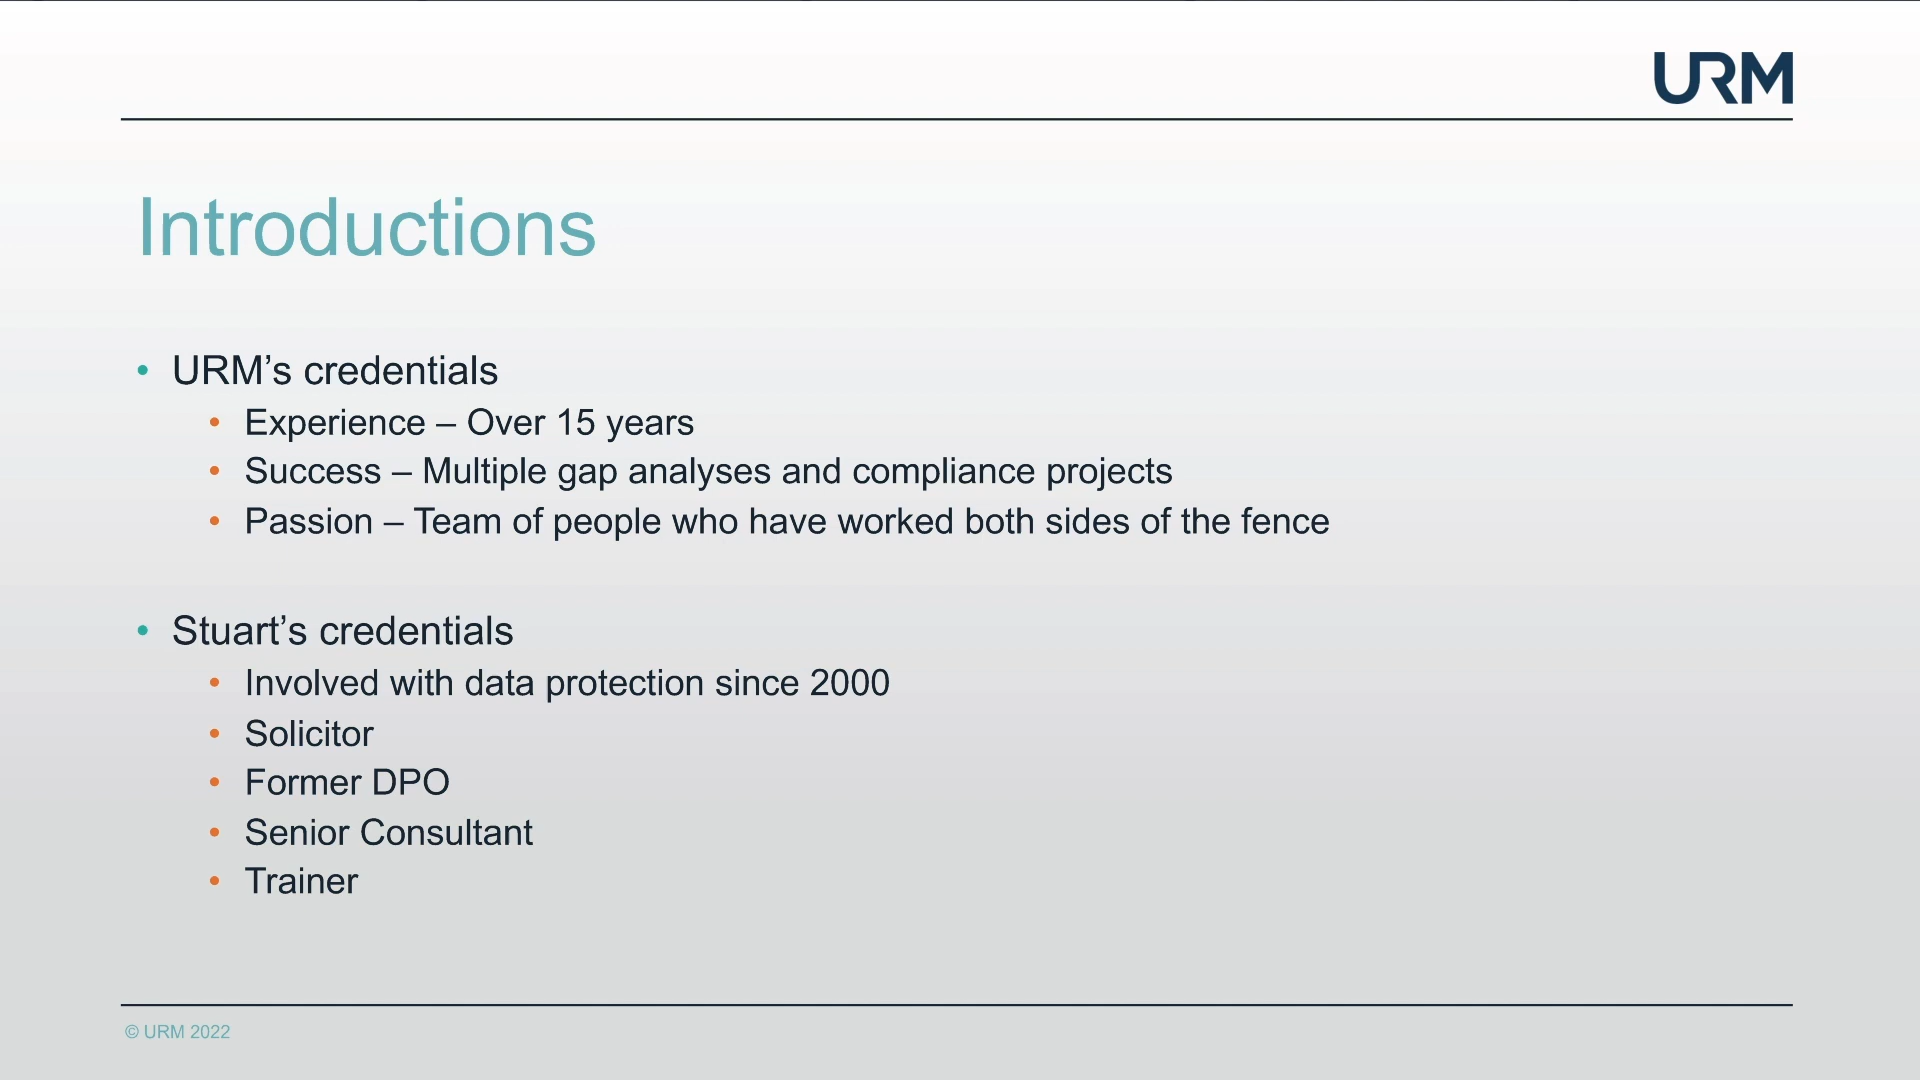 URM
Introductions
• URM’s credentials
• Experience – Over 15 years
• Success – Multiple gap analyses and compliance projects
• Passion – Team of people who have worked both sides of the fence
• Stuart’s credentials
• Involved with data protection since 2000
• Solicitor
• Former DPO
• Senior Consultant
• Trainer
© URM 2022